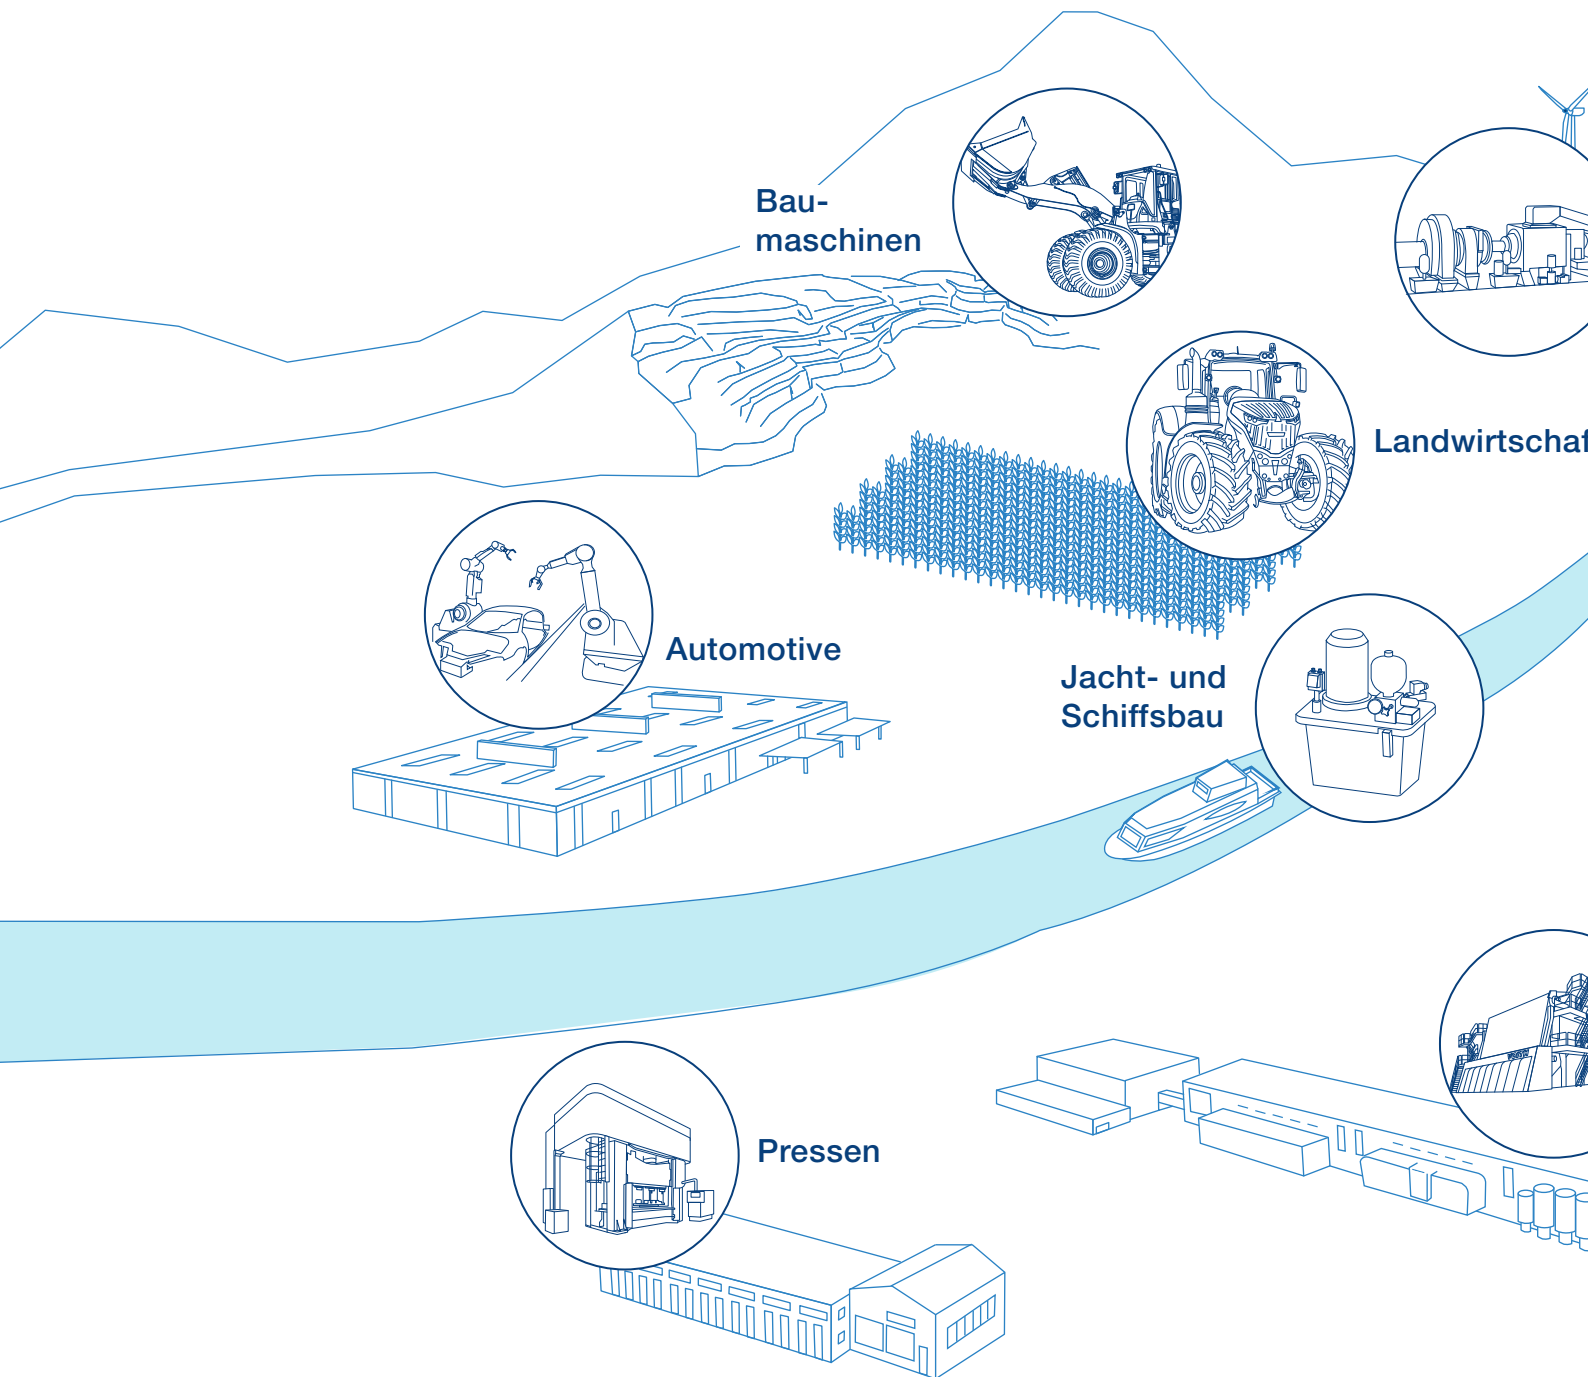 Bau-
maschinen
Landwirtschaf
Automotive
Jacht- und
Schiffsbau
Pressen